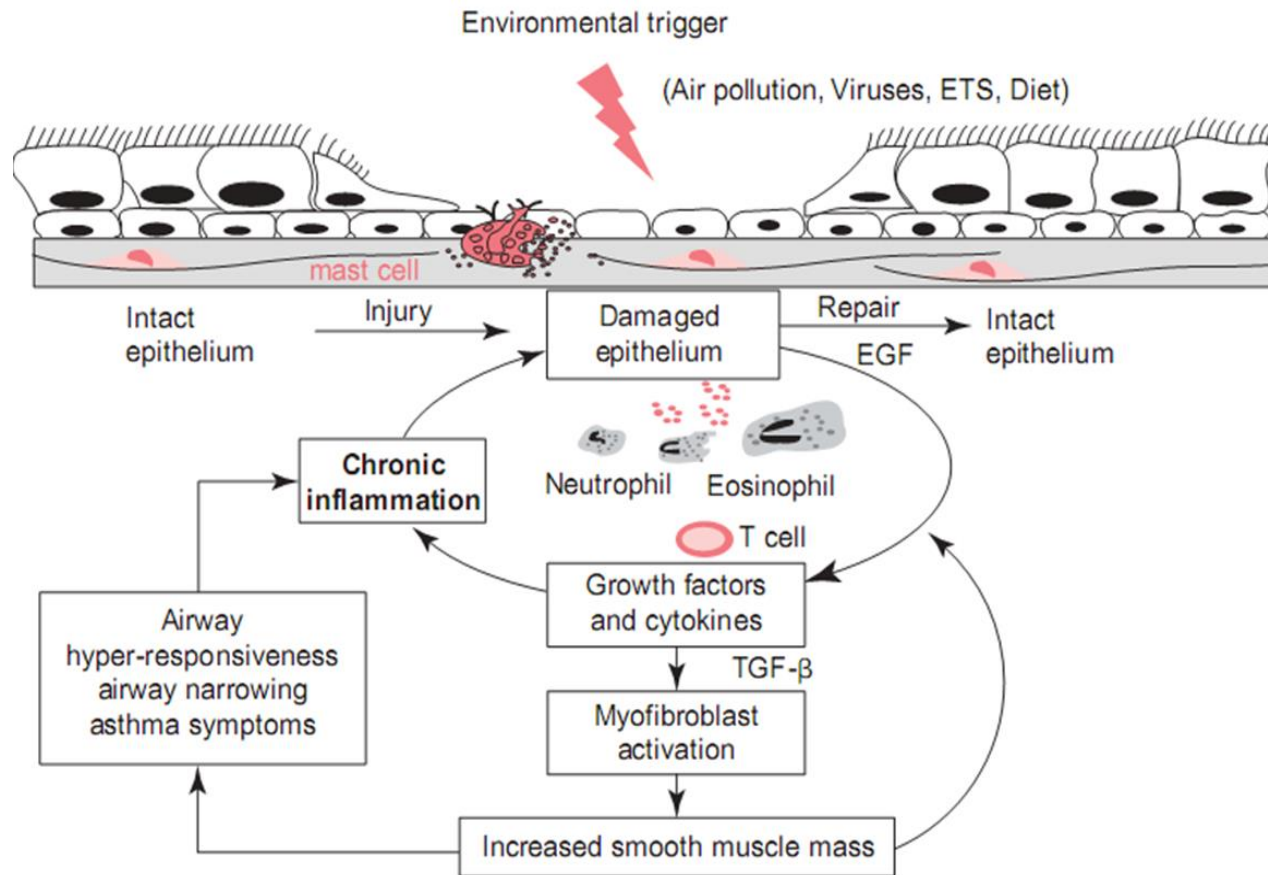 Environmental trigger
(Air pollution, Viruses, ETS, Diet)
mast cell
Intact
epithelium
Injury
Damaged
epithelium
Repair
EGF
Intact
epithelium
Chronic
inflammation
Neutrophil
Eosinophil
T cell
Growth factors
and cytokines
TGF-β
Airway
hyper-responsiveness
airway narrowing
asthma symptoms
Myofibroblast
activation
Increased smooth muscle mass